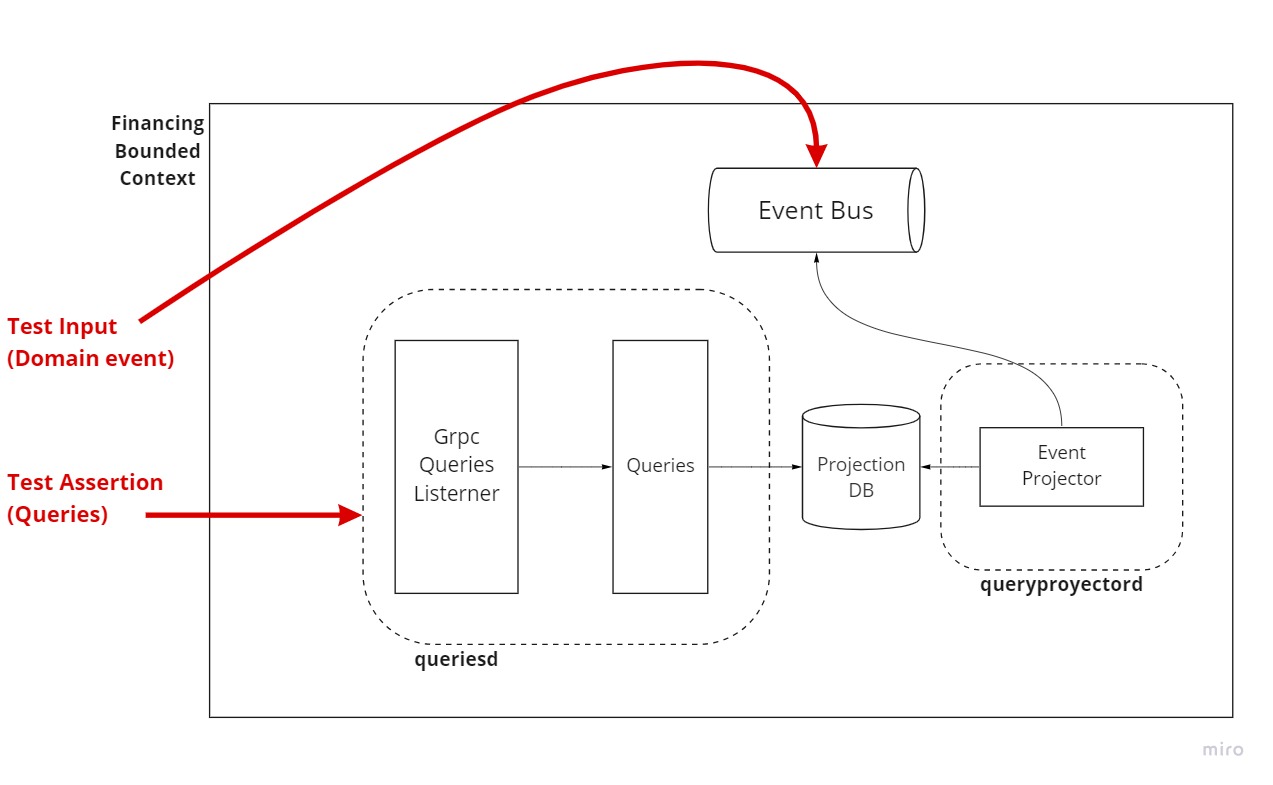 Financing
Bounded
Context
Event Bus
Test Input
(Domain event)
Grpc
Queries
Listerner
Queries
Projection
DB
Event
Projector
Test Assertion
(Queries)
queryproyectord
queriesd
miro